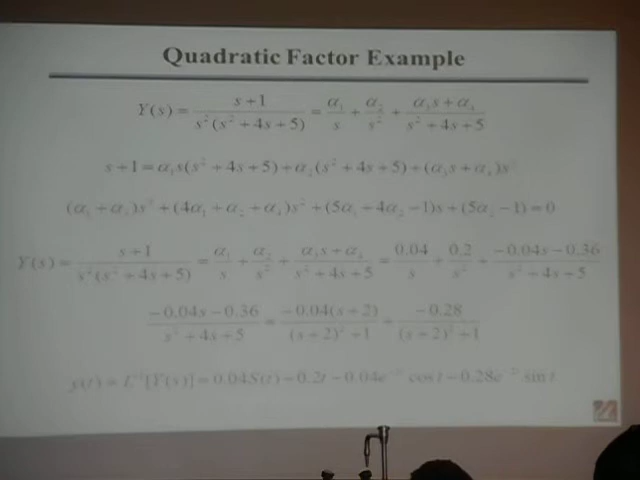 Quadratic Factor Example
Y(s) = (s+1)/(s²(s²+4s+5)) = α₁/s + α₂/s² + (α₃s+α₄)/(s²+4s+5)
s+1 = α₁s(s²+4s+5)+α₂(s²+4s+5)+(α₃s+α₄)s²
(α₁+α₃)s³+(4α₁+α₂+α₄)s²+(5α₁+4α₂−1)s+(5α₂−1)=0
Y(s) = (s+1)/(s²(s²+4s+5)) = α₁/s + α₂/s² + (α₃s+α₄)/(s²+4s+5) = 0.04/s + 0.2/s² + (−0.04s−0.36)/(s²+4s+5)
(−0.04s−0.36)/(s²+4s+5) = −0.04(s+2)/((s+2)²+1) + −0.28/((s+2)²+1)
y(t) = L⁻¹[Y(s)] = 0.04S(t)−0.2t−0.04e cos t−0.28e sin t